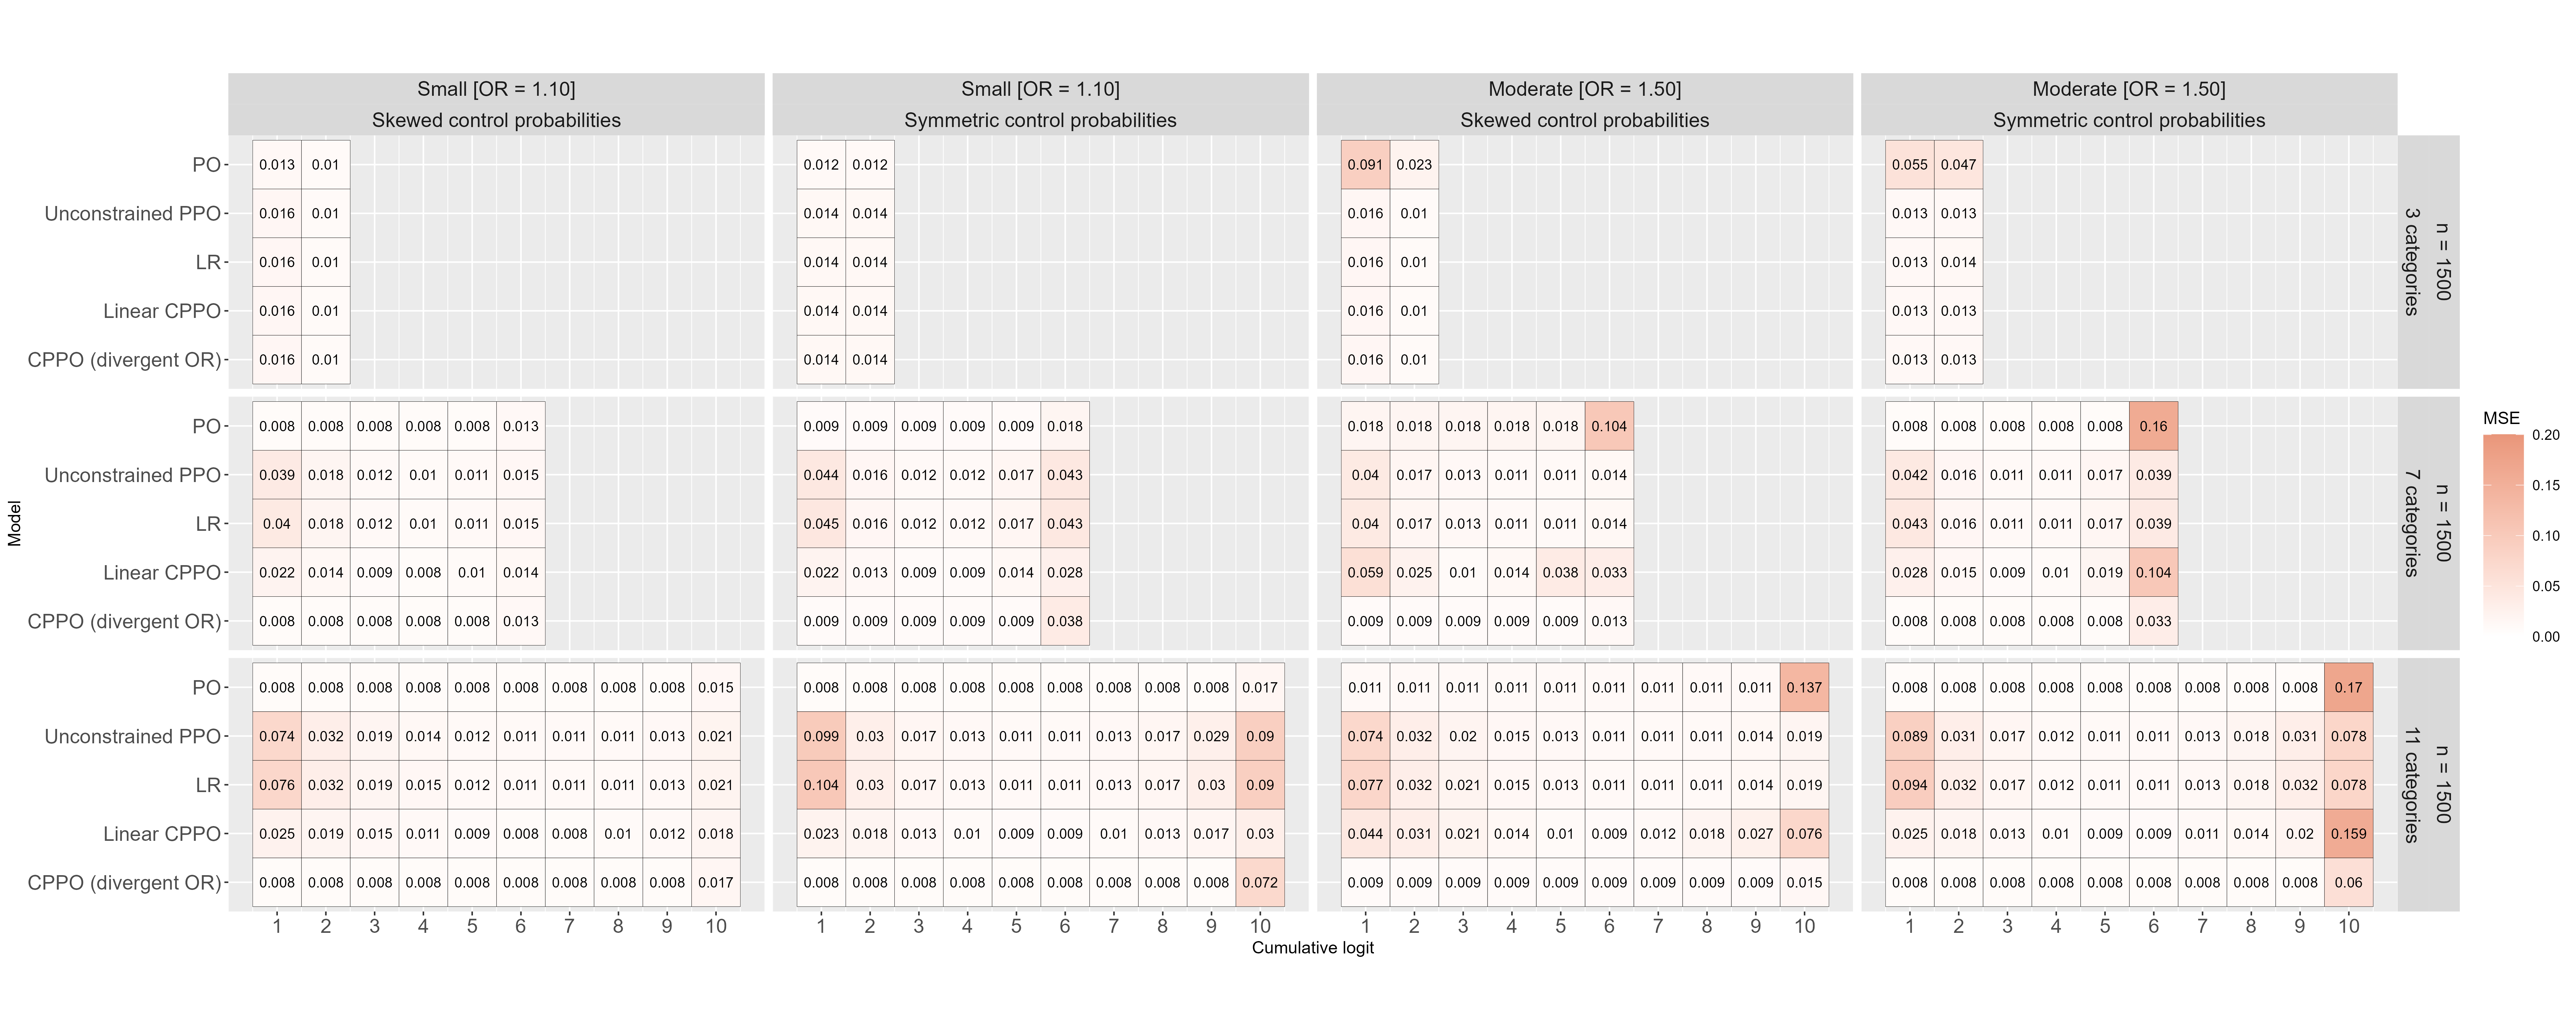 Small [OR = 1.10] Small [OR = 1.10] Moderate [OR = 1.50] Moderate [OR = 1.50]
Skewed control probabilities Symmetric control probabilities Skewed control probabilities Symmetric control probabilities
PO 0.013 0.01 0.012 0.012 0.091 0.023 0.055 0.047
Unconstrained PPO 0.016 0.01 0.014 0.014 0.016 0.01 0.013 0.013
LR 0.016 0.01 0.014 0.014 0.016 0.01 0.013 0.014
Linear CPPO 0.016 0.01 0.014 0.014 0.016 0.01 0.013 0.013
CPPO (divergent OR) 0.016 0.01 0.014 0.014 0.016 0.01 0.013 0.013
n = 1500
3 categories
PO 0.008 0.008 0.008 0.008 0.008 0.013 0.009 0.009 0.009 0.009 0.009 0.018 0.018 0.018 0.018 0.018 0.018 0.104 0.008 0.008 0.008 0.008 0.008 0.16
Unconstrained PPO 0.039 0.018 0.012 0.01 0.011 0.015 0.044 0.016 0.012 0.012 0.017 0.043 0.04 0.017 0.013 0.011 0.011 0.014 0.042 0.016 0.011 0.011 0.017 0.039
LR 0.04 0.018 0.012 0.01 0.011 0.015 0.045 0.016 0.012 0.012 0.017 0.043 0.04 0.017 0.013 0.011 0.011 0.014 0.043 0.016 0.011 0.011 0.017 0.039
Linear CPPO 0.022 0.014 0.009 0.008 0.01 0.014 0.022 0.013 0.009 0.009 0.014 0.028 0.059 0.025 0.01 0.014 0.038 0.033 0.028 0.015 0.009 0.01 0.019 0.104
CPPO (divergent OR) 0.008 0.008 0.008 0.008 0.008 0.013 0.009 0.009 0.009 0.009 0.009 0.038 0.009 0.009 0.009 0.009 0.009 0.013 0.008 0.008 0.008 0.008 0.008 0.033
n = 1500
7 categories
PO 0.008 0.008 0.008 0.008 0.008 0.008 0.008 0.008 0.008 0.015 0.008 0.008 0.008 0.008 0.008 0.008 0.008 0.008 0.008 0.017 0.011 0.011 0.011 0.011 0.011 0.011 0.011 0.011 0.011 0.137 0.008 0.008 0.008 0.008 0.008 0.008 0.008 0.008 0.008 0.17
Unconstrained PPO 0.074 0.032 0.019 0.014 0.012 0.011 0.011 0.011 0.013 0.021 0.099 0.03 0.017 0.013 0.011 0.011 0.013 0.017 0.029 0.09 0.074 0.032 0.02 0.015 0.013 0.011 0.011 0.011 0.014 0.019 0.089 0.031 0.017 0.012 0.011 0.011 0.013 0.018 0.031 0.078
LR 0.076 0.032 0.019 0.015 0.012 0.011 0.011 0.011 0.013 0.021 0.104 0.03 0.017 0.013 0.011 0.011 0.013 0.017 0.03 0.09 0.077 0.032 0.021 0.015 0.013 0.011 0.011 0.011 0.014 0.019 0.094 0.032 0.017 0.012 0.011 0.011 0.013 0.018 0.032 0.078
Linear CPPO 0.025 0.019 0.015 0.011 0.009 0.008 0.008 0.01 0.012 0.018 0.023 0.018 0.013 0.01 0.009 0.009 0.01 0.013 0.017 0.03 0.044 0.031 0.021 0.014 0.01 0.009 0.012 0.018 0.027 0.076 0.025 0.018 0.013 0.01 0.009 0.009 0.011 0.014 0.02 0.159
CPPO (divergent OR) 0.008 0.008 0.008 0.008 0.008 0.008 0.008 0.008 0.008 0.017 0.008 0.008 0.008 0.008 0.008 0.008 0.008 0.008 0.008 0.072 0.009 0.009 0.009 0.009 0.009 0.009 0.009 0.009 0.009 0.015 0.008 0.008 0.008 0.008 0.008 0.008 0.008 0.008 0.008 0.06
n = 1500
11 categories
1 2 3 4 5 6 7 8 9 10 1 2 3 4 5 6 7 8 9 10 1 2 3 4 5 6 7 8 9 10 1 2 3 4 5 6 7 8 9 10
Cumulative logit
Model
MSE
0.20
0.15
0.10
0.05
0.00